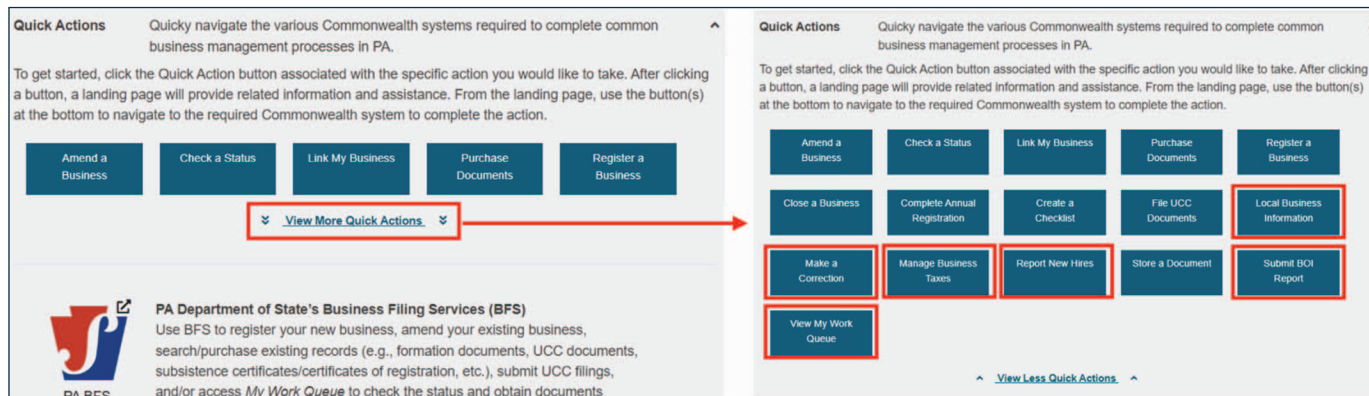 Quick Actions
Quicky navigate the various Commonwealth systems required to complete common
business management processes in PA.
To get started, click the Quick Action button associated with the specific action you would like to take. After clicking
a button, a landing page will provide related information and assistance. From the landing page, use the button(s)
at the bottom to navigate to the required Commonwealth system to complete the action.
Amend a
Business
Check a Status
Link My Business
Purchase
Documents
Register a
Business
View More Quick Actions
PA Department of State's Business Filing Services (BFS)
Use BFS to register your new business, amend your existing business,
search/purchase existing records (e.g., formation documents, UCC documents,
subsistence certificates/certificates of registration, etc.), submit UCC filings,
and/or access My Work Queue to check the status and obtain documents
PA BFS
Quick Actions
Quicky navigate the various Commonwealth systems required to complete common
business management processes in PA.
To get started, click the Quick Action button associated with the specific action you would like to take. After clicking
a button, a landing page will provide related information and assistance. From the landing page, use the button(s)
at the bottom to navigate to the required Commonwealth system to complete the action.
Amend a
Business
Check a Status
Link My Business
Purchase
Documents
Register a
Business
Close a Business
Complete Annual
Registration
Create a
Checklist
File UCC
Documents
Local Business
Information
Make a
Correction
Manage Business
Taxes
Report New Hires
Store a Document
Submit BOI
Report
View My Work
Queue
View Less Quick Actions